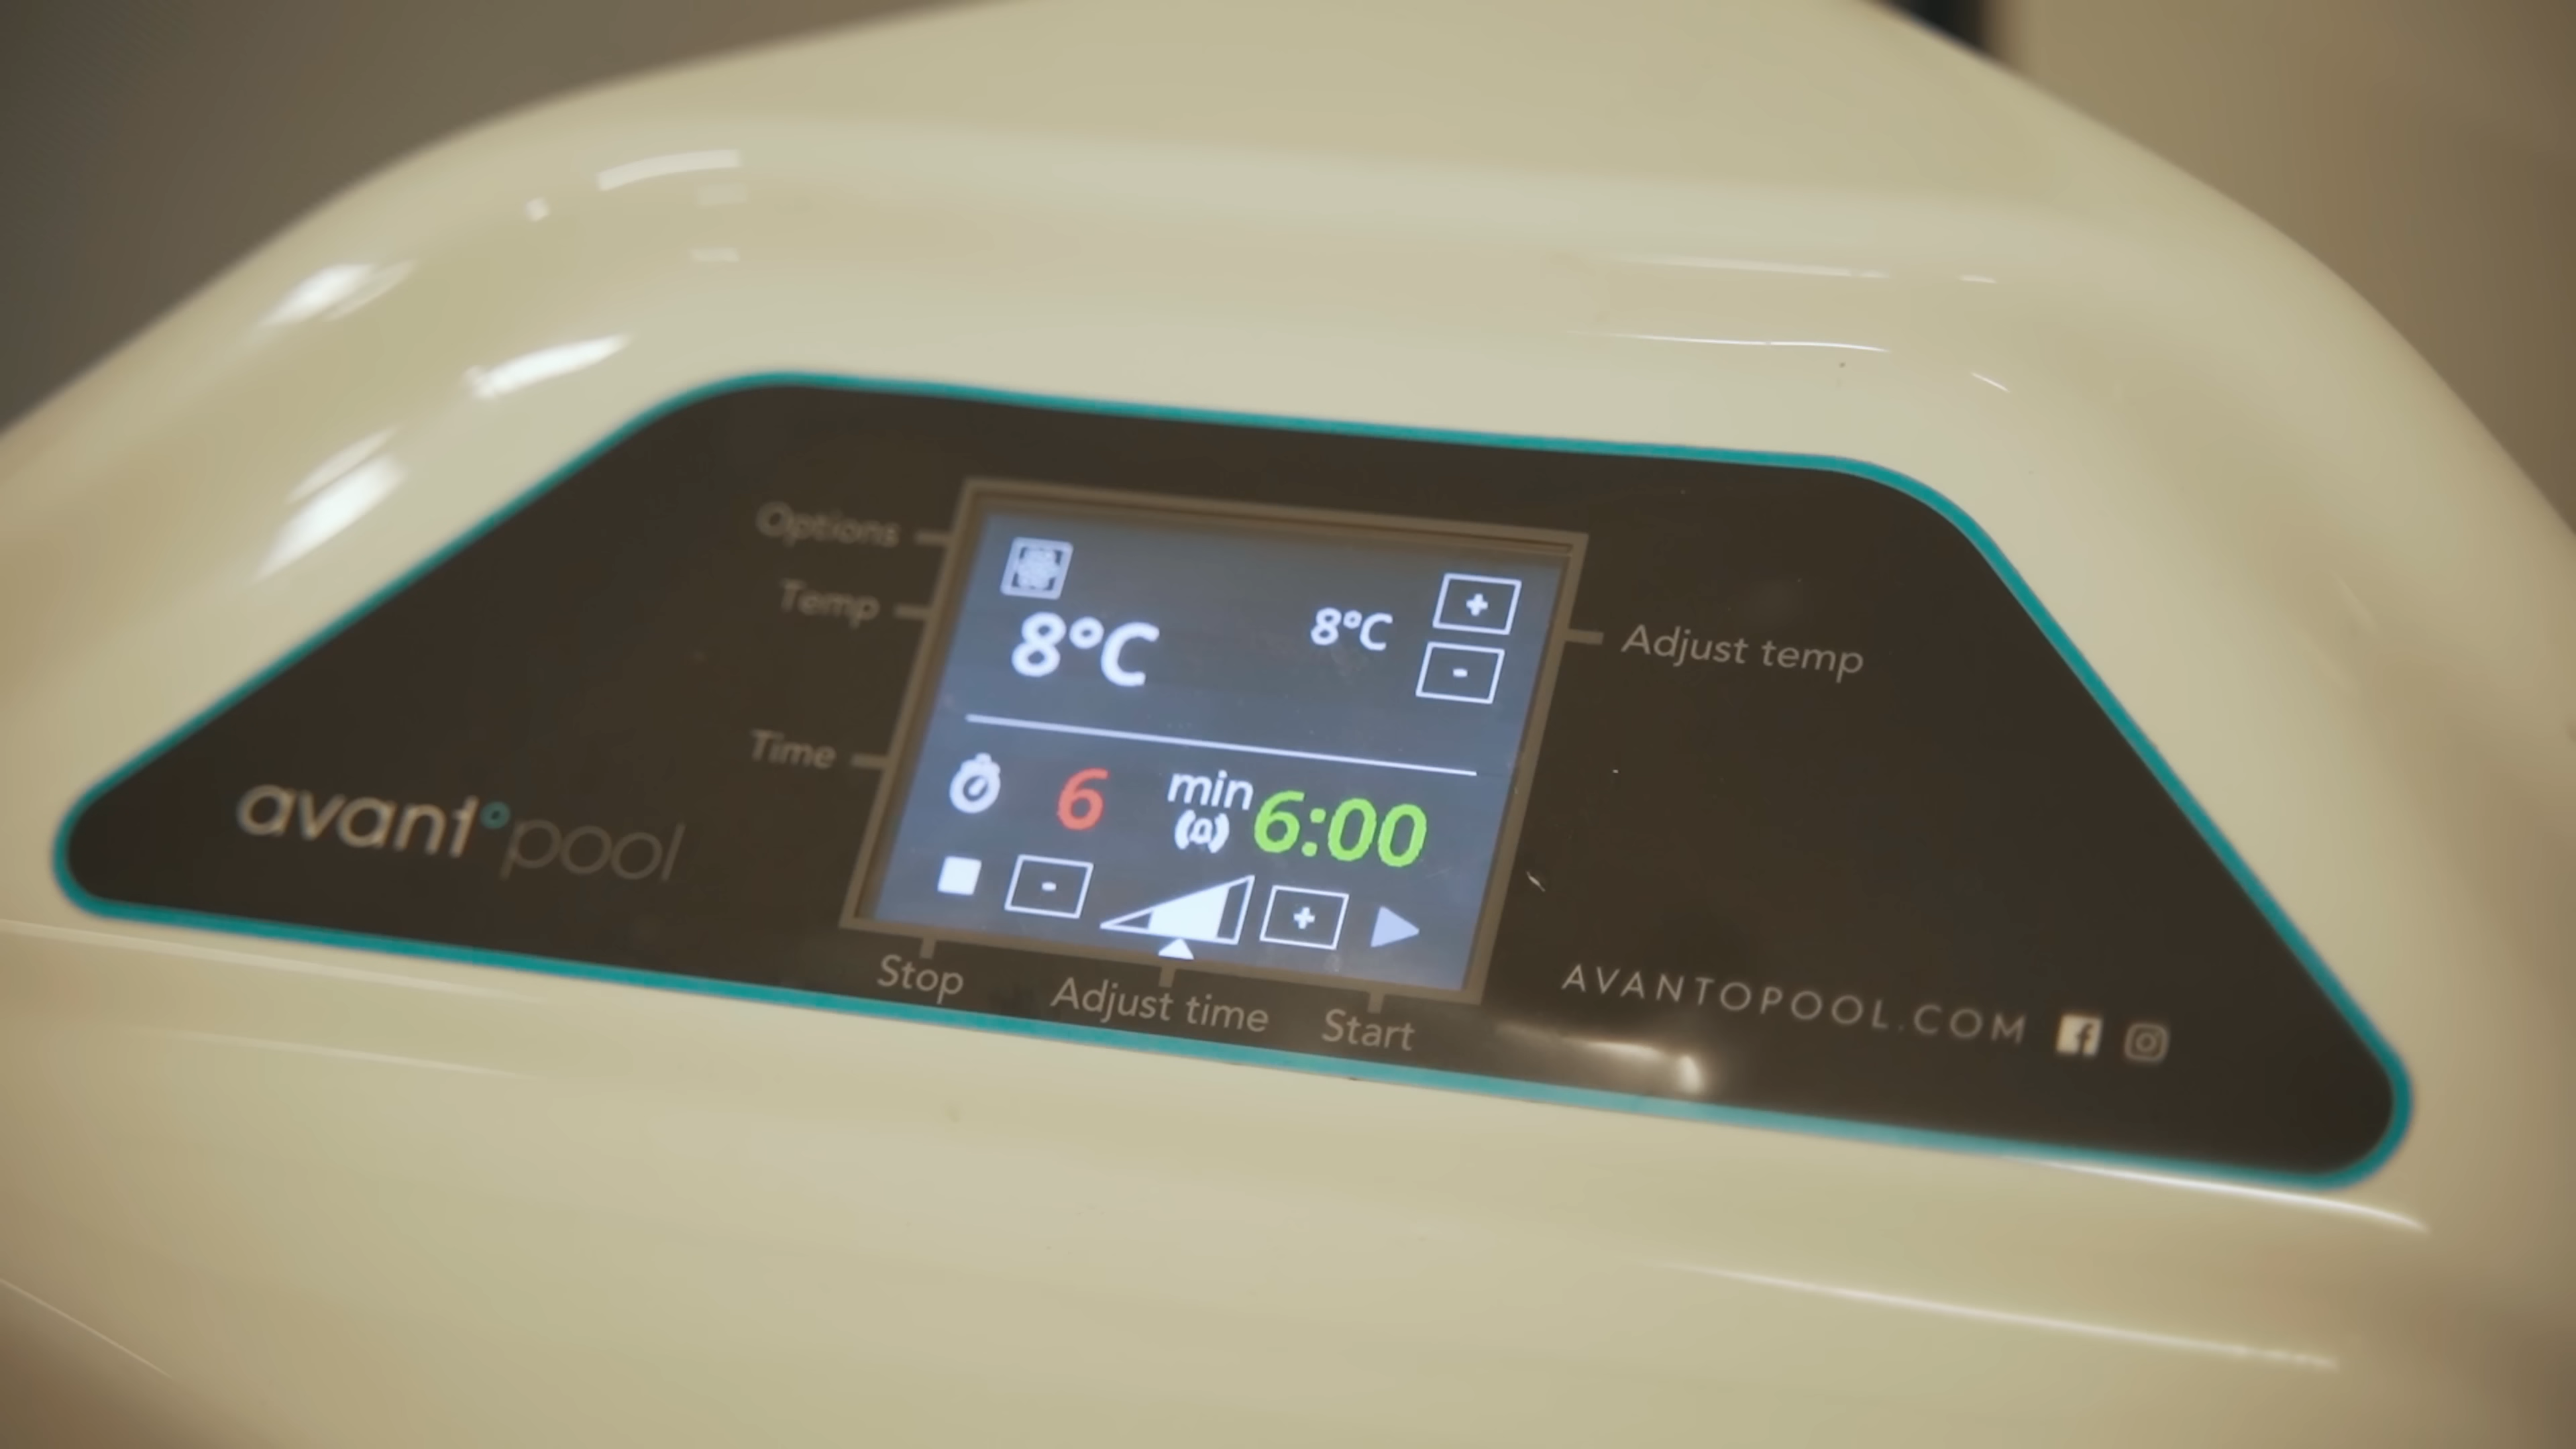 Options
Temp
8°C
8°C
+
-
Adjust temp
Time
6
min
6:00
-
+
avant°pool
Stop
Adjust time
Start
AVANTOPOOL.COM